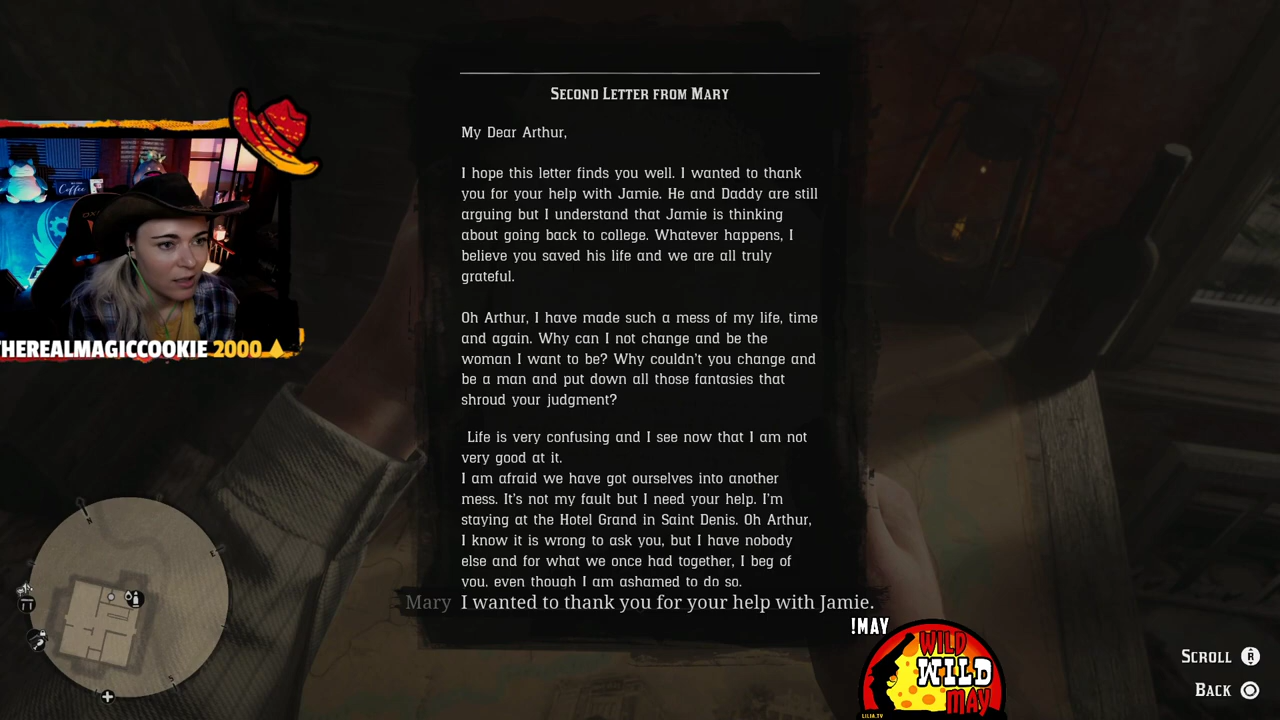 SECOND LETTER FROM MARY
My Dear Arthur,
I hope this letter finds you well. I wanted to thank
you for your help with Jamie. He and Daddy are still
arguing but I understand that Jamie is thinking
about going back to college. Whatever happens, I
believe you saved his life and we are all truly
grateful.
Oh Arthur, I have made such a mess of my life, time
and again. Why can I not change and be the
woman I want to be? Why couldn't you change and
be a man and put down all those fantasies that
shroud your judgment?
Life is very confusing and I see now that I am not
very good at it.
I am afraid we have got ourselves into another
mess. It's not my fault but I need your help. I'm
staying at the Hotel Grand in Saint Denis. Oh Arthur,
I know it is wrong to ask you, but I have nobody
else and for what we once had together, I beg of
you, even though I am ashamed to do so.
Mary I wanted to thank you for your help with Jamie.
Coffee
HEREALMAGICCOOKIE 2000
!MAY
WILD
WILD
MAY
LILIA.TV
SCROLL R
BACK
N
E
S